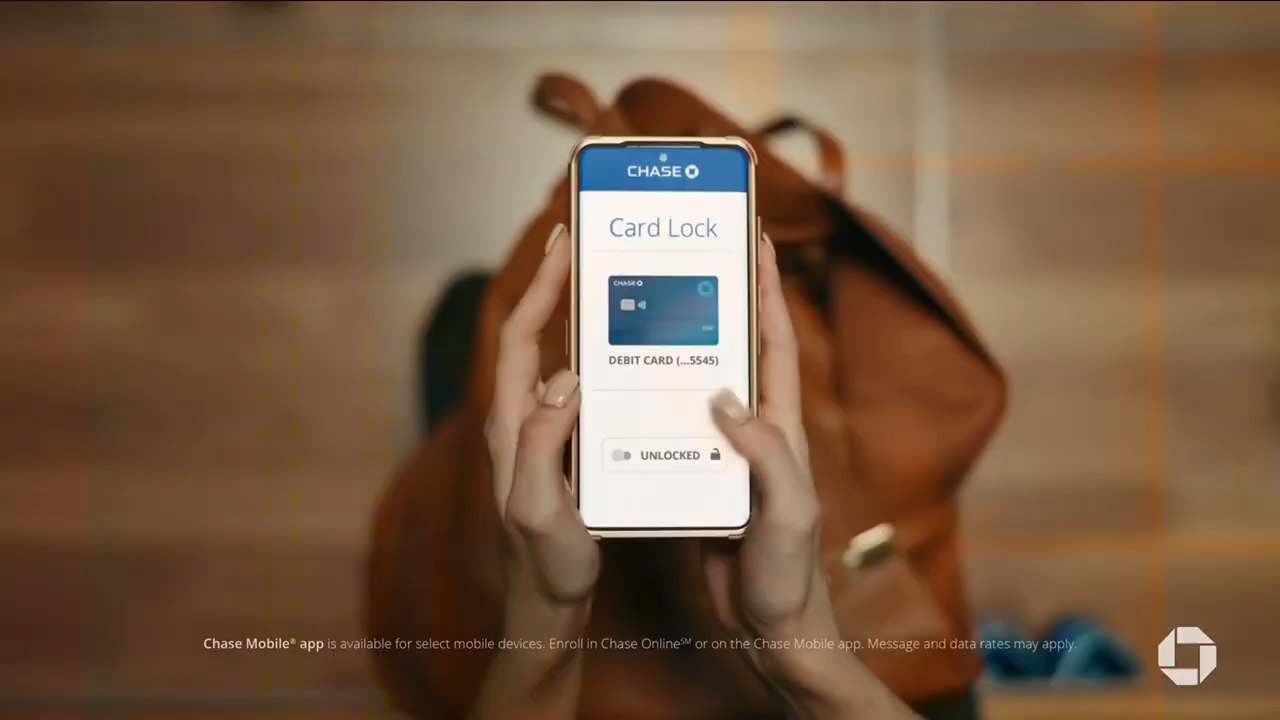 CHASE
Card Lock
CHASE
DEBIT CARD (...5545)
UNLOCKED
Chase Mobile® app is available for select mobile devices. Enroll in Chase Online℠ or on the Chase Mobile app. Message and data rates may apply.